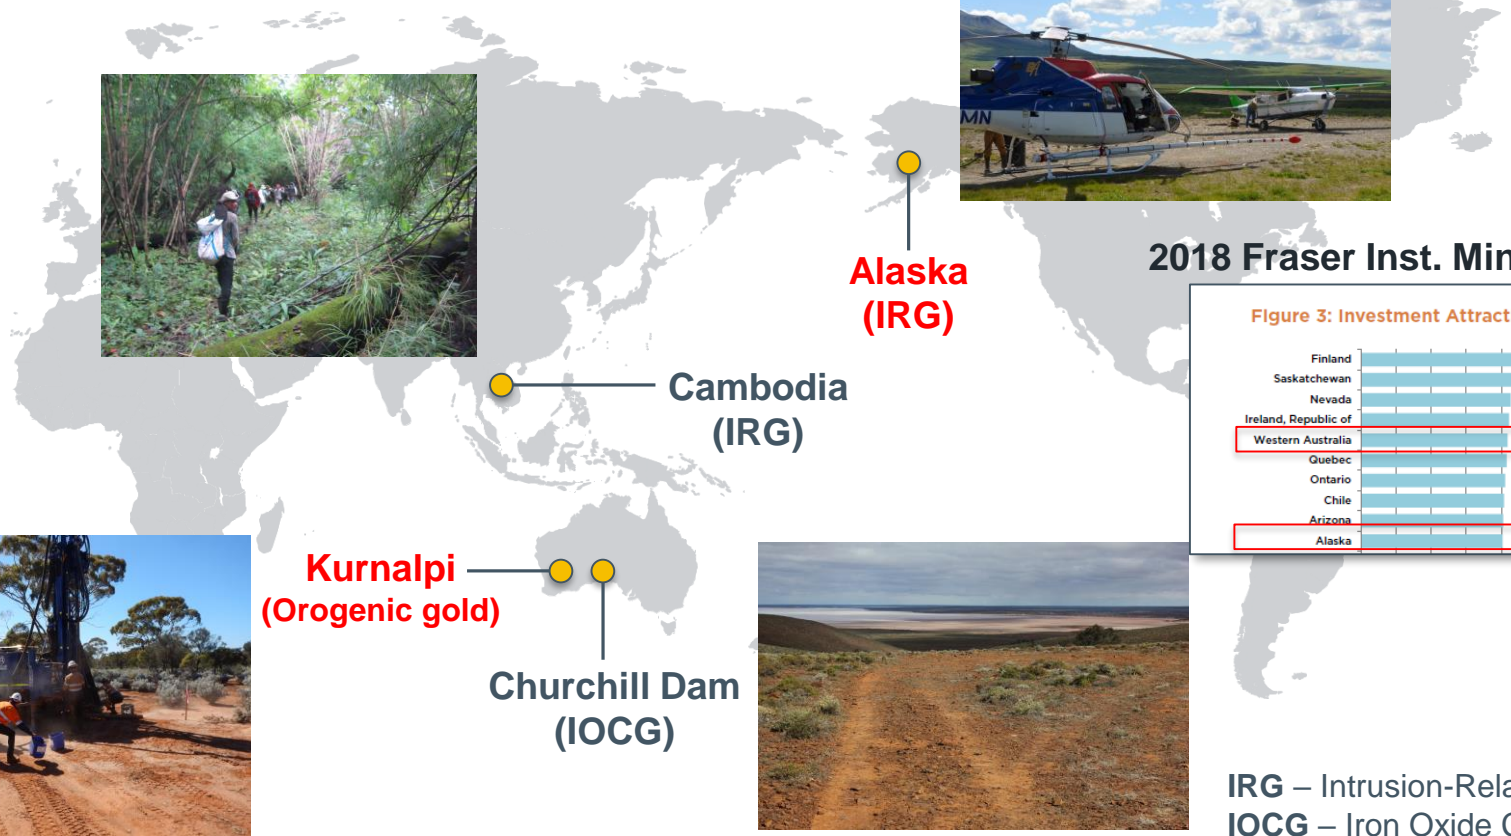 MN
Alaska
(IRG)
2018 Fraser Inst. Min
Figure 3: Investment Attract
Finland
Saskatchewan
Nevada
Ireland, Republic of
Western Australia
Quebec
Ontario
Chile
Arizona
Alaska
Cambodia
(IRG)
Kurnalpi
(Orogenic gold)
Churchill Dam
(IOCG)
IRG – Intrusion-Rela
IOCG – Iron Oxide